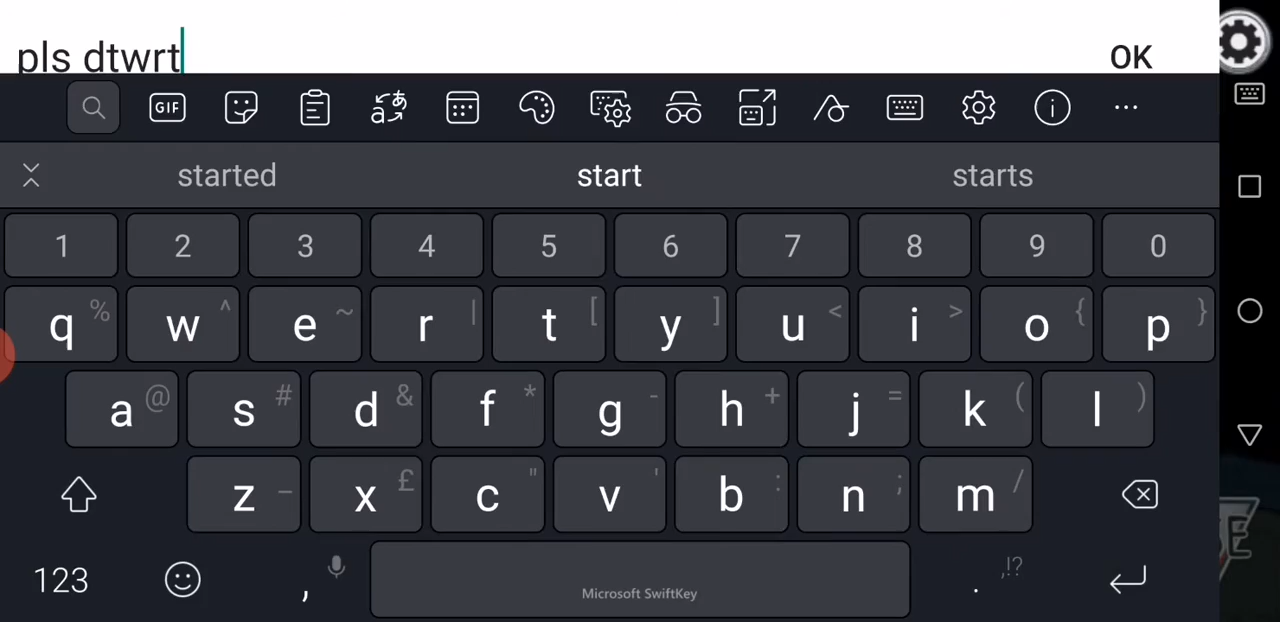 pls dtwrt
OK
GIF
started start starts
1 2 3 4 5 6 7 8 9 0
q % w ^ e ~ r | t [ y ] u < i > o { p }
a @ s # d & f * g - h + j = k ( l )
z _ x £ c " v ' b : n ; m /
123 , Microsoft SwiftKey . ,!?